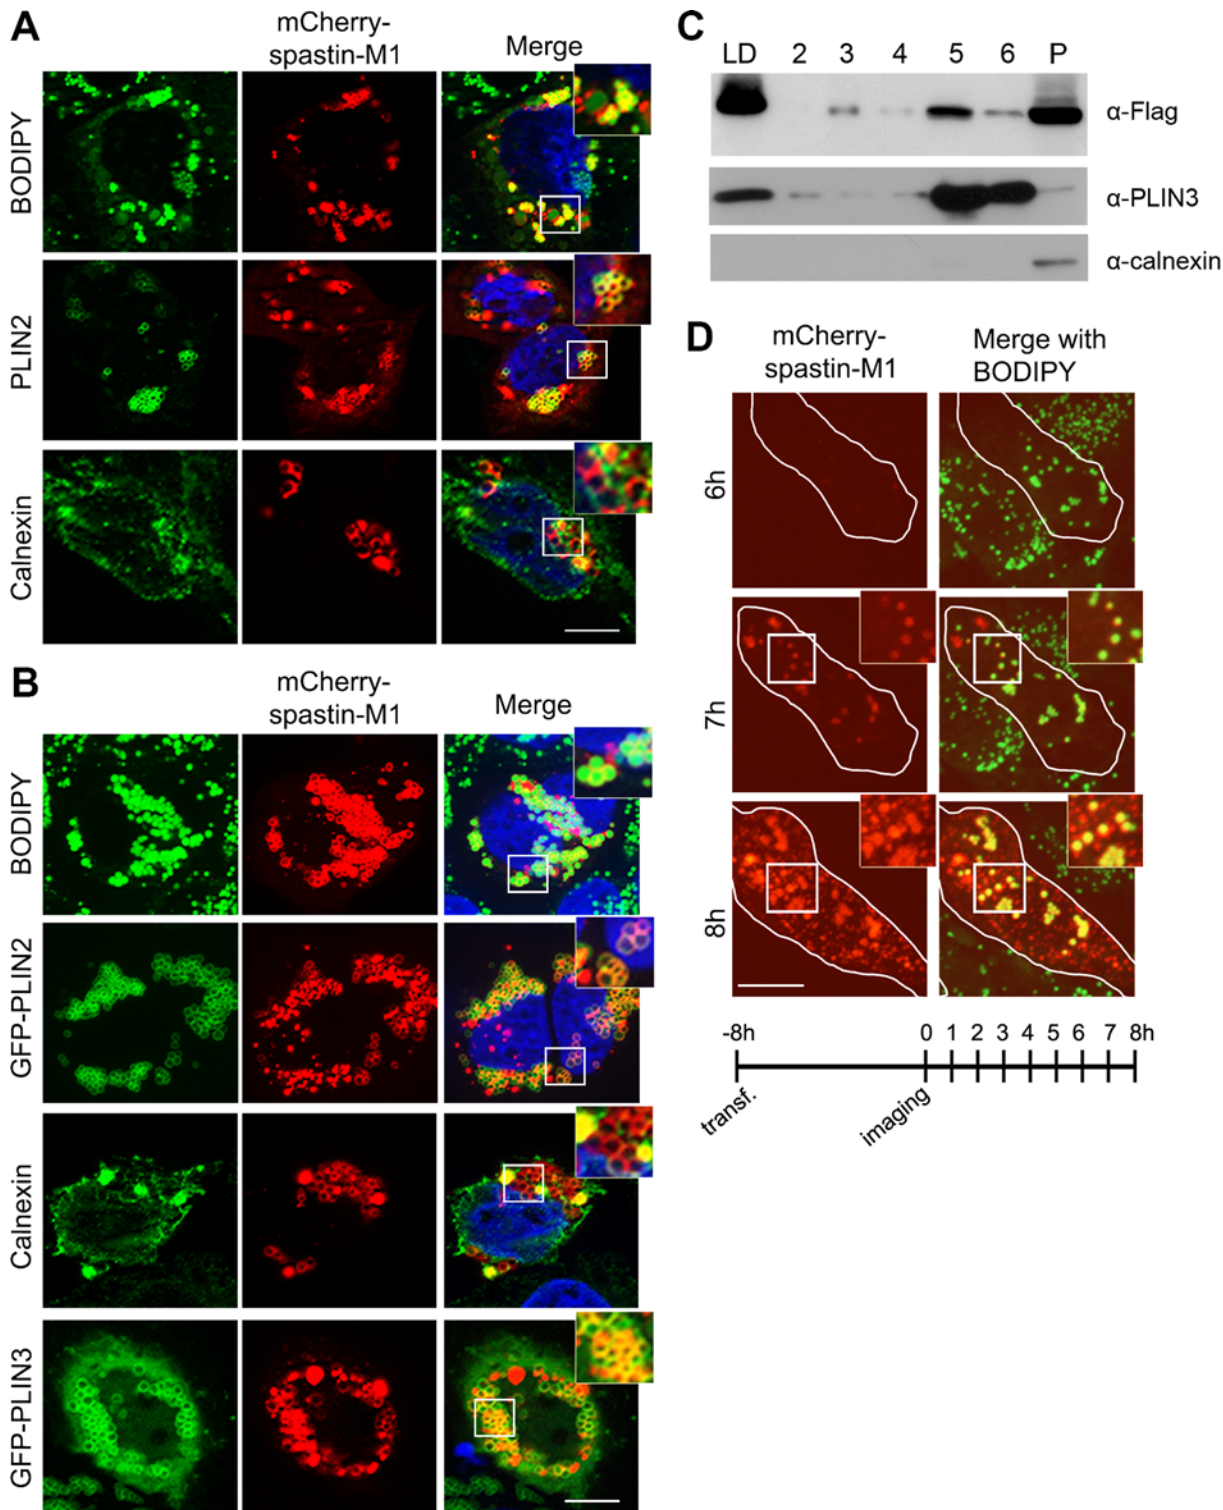 A
mCherry-
spastin-M1
Merge
BODIPY
PLIN2
Calnexin
B
mCherry-
spastin-M1
Merge
BODIPY
GFP-PLIN2
Calnexin
GFP-PLIN3
C
LD 2 3 4 5 6 P
α-Flag
α-PLIN3
α-calnexin
D
mCherry-
spastin-M1
Merge with
BODIPY
6h
7h
8h
-8h 0 1 2 3 4 5 6 7 8h
transf.
imaging